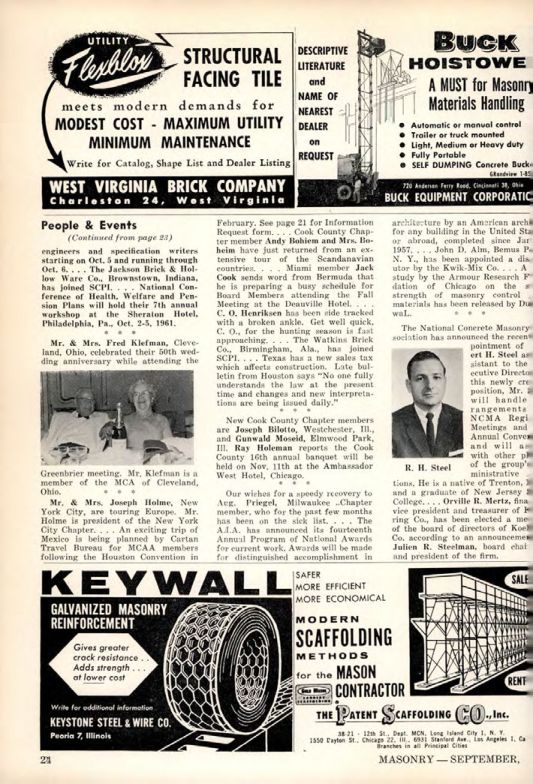 UTILITY
Flexblox
STRUCTURAL
FACING TILE
meets modern demands for
MODEST COST - MAXIMUM UTILITY
MINIMUM MAINTENANCE
Write for Catalog, Shape List and Dealer Listing
WEST VIRGINIA BRICK COMPANY
Charleston 24, West Virginia
DESCRIPTIVE
LITERATURE
and
NAME OF
NEAREST
DEALER
on
REQUEST
BUCK
HOISTOWE
A MUST for Masonry
Materials Handling
● Automatic or manual control
● Trailer or truck mounted
● Light, Medium or Heavy duty
● Fully Portable
● SELF DUMPING Concrete Buck
GRandview 1-85
720 Anderson Ferry Road, Cincinnati 38, Ohio
BUCK EQUIPMENT CORPORATIC
People & Events
(Continued from page 23)
engineers and specification writers
starting on Oct. 5 and running through
Oct. 6. . . . The Jackson Brick & Hol-
low Ware Co., Brownstown, Indiana,
has joined SCPI. . . . National Con-
ference of Health, Welfare and Pen-
sion Plans will hold their 7th annual
workshop at the Sheraton Hotel,
Philadelphia, Pa., Oct. 2-5, 1961.
* * *
Mr. & Mrs. Fred Klefman, Cleve-
land, Ohio, celebrated their 50th wed-
ding anniversary while attending the
Greenbrier meeting. Mr. Klefman is a
member of the MCA of Cleveland,
Ohio.
* * *
Mr. & Mrs. Joseph Holme, New
York City, are touring Europe. Mr.
Holme is president of the New York
City Chapter. . . . An exciting trip of
Mexico is being planned by Cartan
Travel Bureau for MCAA members
following the Houston Convention in
February. See page 21 for Information
Request form. . . . Cook County Chap-
ter member Andy Bohiem and Mrs. Bo-
heim have just returned from an ex-
tensive tour of the Scandanavian
countries. . . . Miami member Jack
Cook sends word from Bermuda that
he is preparing a busy schedule for
Board Members attending the Fall
Meeting at the Deauville Hotel. . . .
C. O. Henriksen has been side tracked
with a broken ankle. Get well quick,
C. O., for the hunting season is fast
approaching. . . . The Watkins Brick
Co., Birmingham, Ala., has joined
SCPI. . . . Texas has a new sales tax
which affects construction. Late bul-
letin from Houston says "No one fully
understands the law at the present
time and changes and new interpreta-
tions are being issued daily."
* * *
New Cook County Chapter members
are Joseph Bilotto, Westchester, Ill.,
and Gunwald Moseid, Elmwood Park,
Ill. Ray Holeman reports the Cook
County 16th annual banquet will be
held on Nov. 11th at the Ambassador
West Hotel, Chicago.
* * *
Our wishes for a speedy recovery to
Aug. Friegel, Milwaukee Chapter
member, who for the past few months
has been on the sick list. . . . The
A.I.A. has announced its fourteenth
Annual Program of National Awards
for current work. Awards will be made
for distinguished accomplishment in
architecture by an American archi
for any building in the United Sta
or abroad, completed since Jan
1957. . . . John D. Alm, Bemus Po
N. Y., has been appointed a dis
utor by the Kwik-Mix Co. . . . A
study by the Armour Research F
dation of Chicago on the
strength of masonry control
materials has been released by Du
waL.
* * *
The National Concrete Masonry
sociation has announced the recen
pointment of
ert H. Steel as
sistant to the
ecutive Directo
this newly cre
position, Mr.
will handle
rangements
NCMA Regi
Meetings and
Annual Conve
and will a
with other p
of the group'
ministrative
R. H. Steel
tions. He is a native of Trenton,
and a graduate of New Jersey
College. . . . Orville R. Mertz, fina
vice president and treasurer of
ring Co., has been elected a me
of the board of directors of Koe
Co. according to an announceme
Julien R. Steelman, board chai
and president of the firm.
KEYWALL
GALVANIZED MASONRY
REINFORCEMENT
Gives greater
crack resistance . .
Adds strength . . .
at lower cost
Write for additional information
KEYSTONE STEEL & WIRE CO.
Peoria 7, Illinois
SAFER
MORE EFFICIENT
MORE ECONOMICAL
MODERN
SCAFFOLDING
METHODS
for the MASON
CONTRACTOR
SALE
RENT
THE PATENT SCAFFOLDING CO., Inc.
38-21 - 12th St., Dept. MCN, Long Island City 1, N. Y.
1550 Dayton St., Chicago 22, Ill., 6931 Stanford Ave., Los Angeles 1, Ca
Branches in all Principal Cities
24
MASONRY — SEPTEMBER,